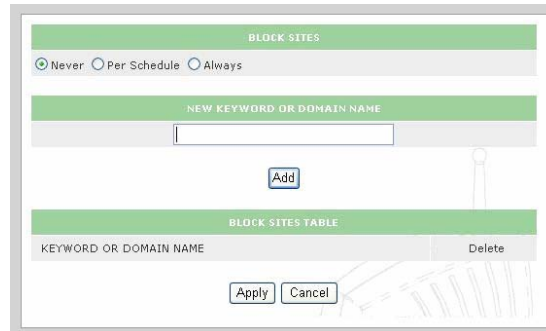 BLOCK SITES
Never Per Schedule Always
NEW KEYWORD OR DOMAIN NAME
Add
BLOCK SITES TABLE
KEYWORD OR DOMAIN NAME Delete
Apply Cancel